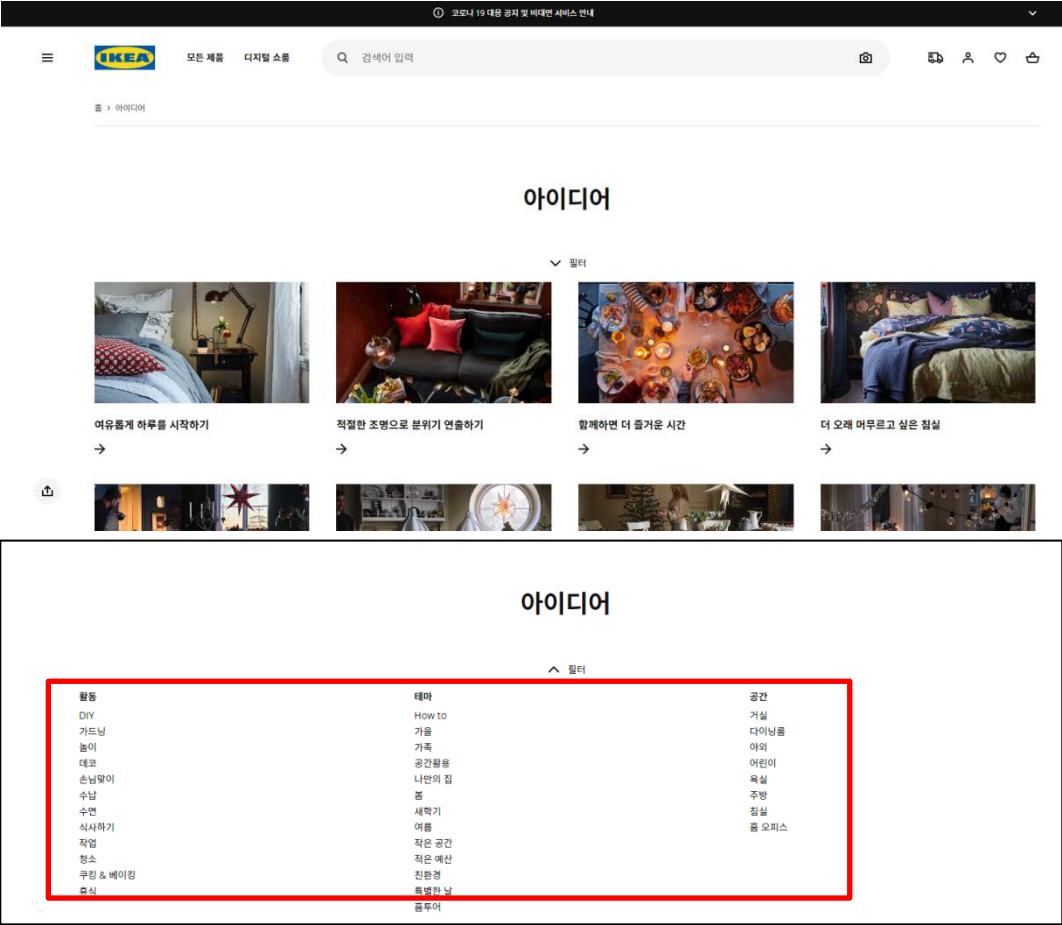 코로나 19 대응 공지 및 비대면 서비스 안내
IKEA
모든 제품
디지털 쇼룸
검색어 입력
홈 > 아이디어
아이디어
필터
여유롭게 하루를 시작하기
적절한 조명으로 분위기 연출하기
함께하면 더 즐거운 시간
더 오래 머무르고 싶은 침실
아이디어
필터
활동
DIY
가드닝
놀이
데코
손님맞이
수납
수면
식사하기
작업
청소
쿠킹 & 베이킹
휴식
테마
How to
가을
가족
공간활용
나만의 집
봄
새학기
여름
작은 공간
적은 예산
친환경
특별한 날
홈투어
공간
거실
다이닝룸
야외
어린이
욕실
주방
침실
홈 오피스